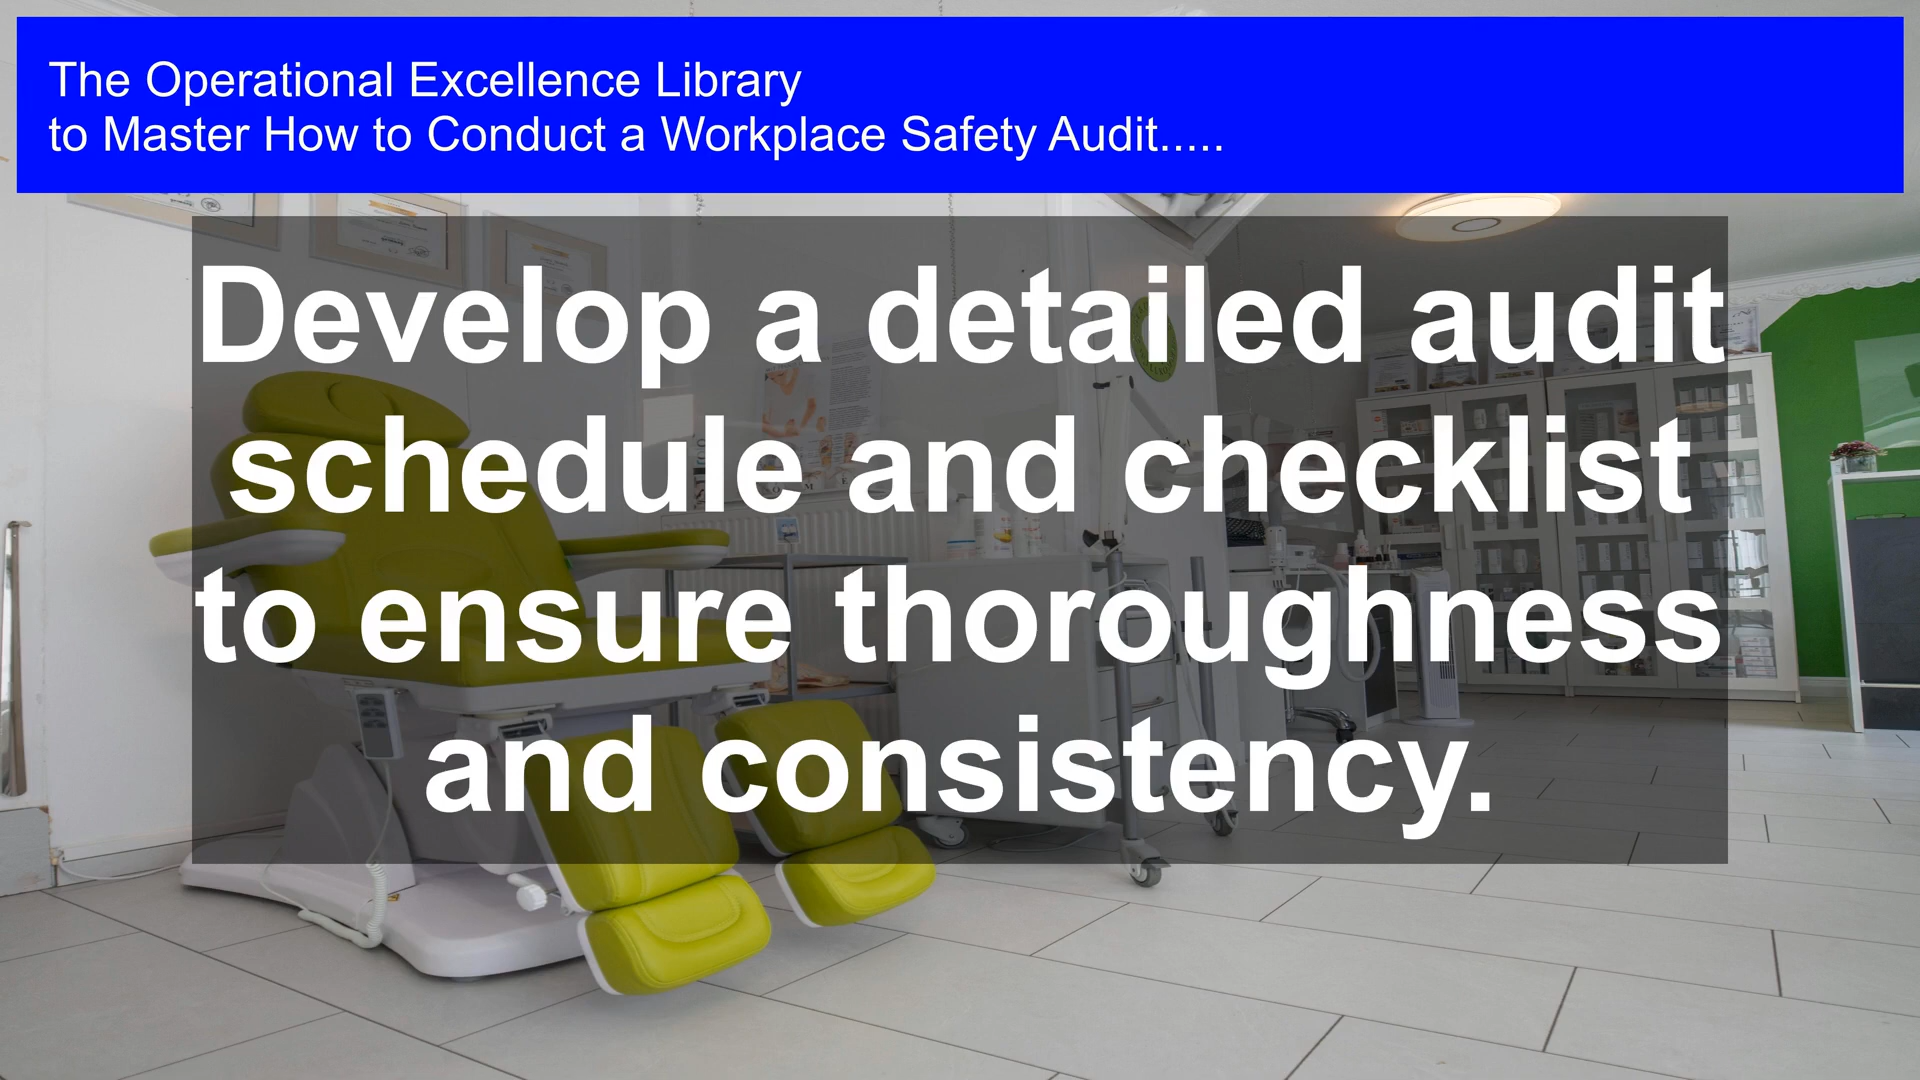 The Operational Excellence Library
to Master How to Conduct a Workplace Safety Audit.....
Develop a detailed audit
schedule and checklist
to ensure thoroughness
and consistency.